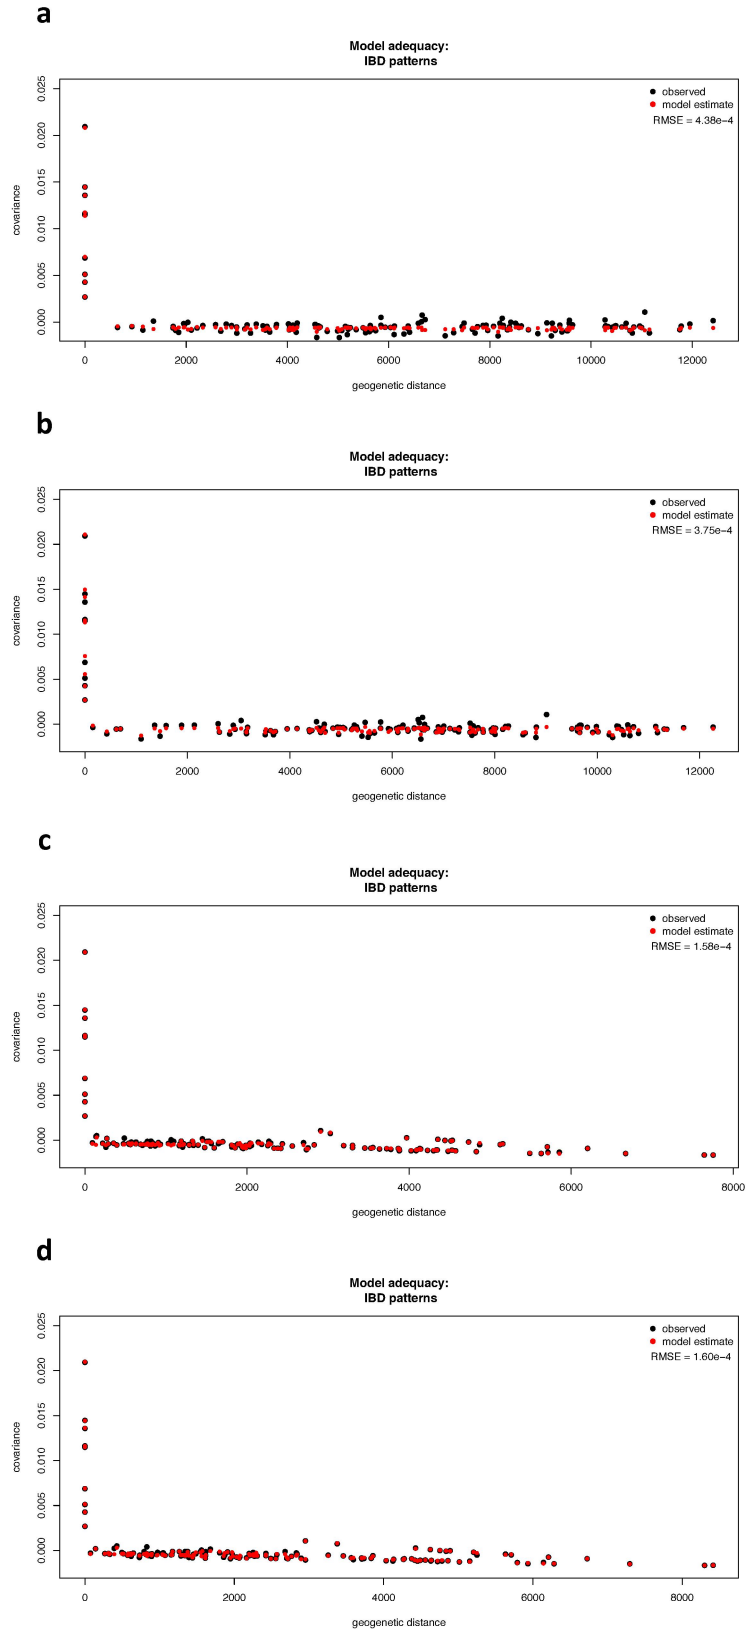 a
Model adequacy:
IBD patterns
observed
model estimate
RMSE = 4.38e−4
covariance
0.000 0.005 0.010 0.015 0.020 0.025
0 2000 4000 6000 8000 10000 12000
geogenetic distance
b
Model adequacy:
IBD patterns
observed
model estimate
RMSE = 3.75e−4
covariance
0.000 0.005 0.010 0.015 0.020 0.025
0 2000 4000 6000 8000 10000 12000
geogenetic distance
c
Model adequacy:
IBD patterns
observed
model estimate
RMSE = 1.58e−4
covariance
0.000 0.005 0.010 0.015 0.020 0.025
0 2000 4000 6000 8000
geogenetic distance
d
Model adequacy:
IBD patterns
observed
model estimate
RMSE = 1.60e−4
covariance
0.000 0.005 0.010 0.015 0.020 0.025
0 2000 4000 6000 8000
geogenetic distance